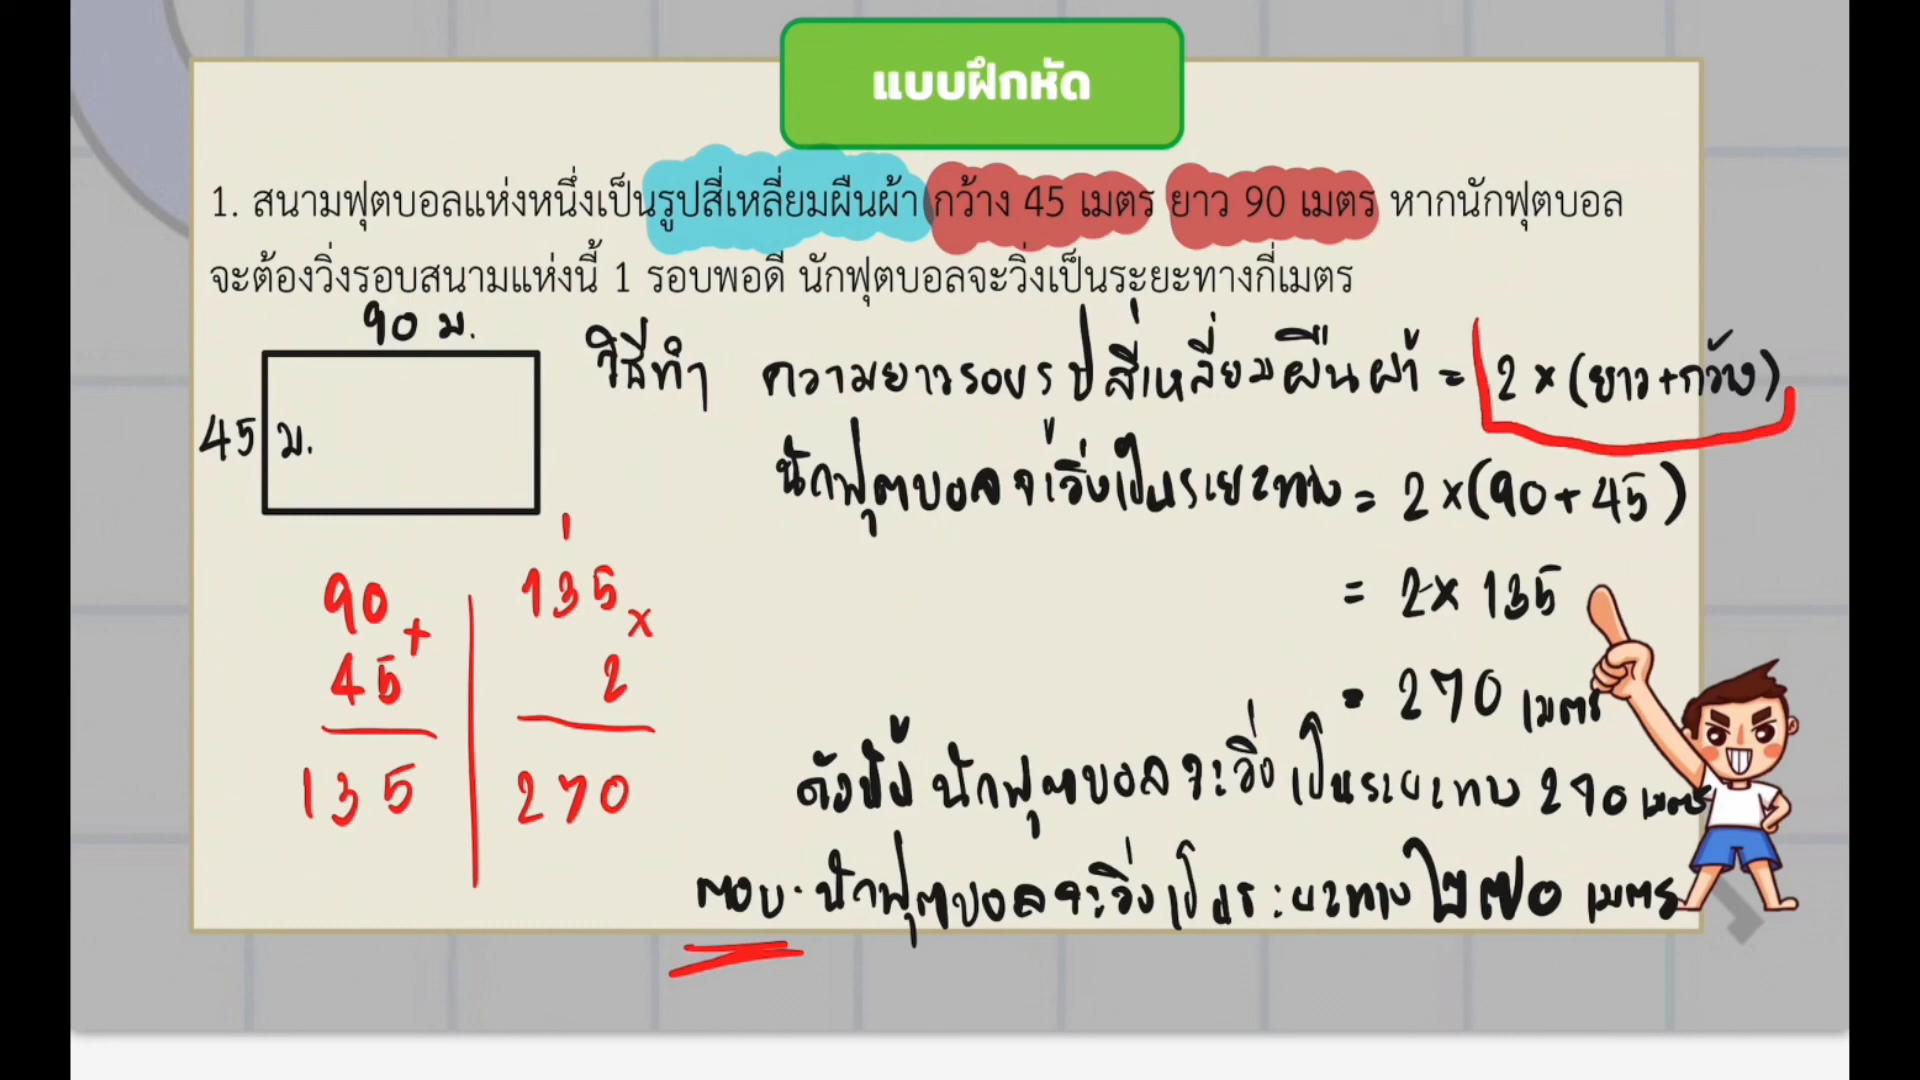 แบบฝึกหัด
1. สนามฟุตบอลแห่งหนึ่งเป็นรูปสี่เหลี่ยมผืนผ้า กว้าง 45 เมตร ยาว 90 เมตร หากนักฟุตบอล
จะต้องวิ่งรอบสนามแห่งนี้ 1 รอบพอดี นักฟุตบอลจะวิ่งเป็นระยะทางกี่เมตร
90 ม.
45 ม.
วิธีทำ ความยาวรอบรูปสี่เหลี่ยมผืนผ้า = 2 × (ยาว+กว้าง)
นักฟุตบอลจะวิ่งเป็นระยะทาง = 2 × (90 + 45)
= 2 × 135
= 270 เมตร
90 +
45
135
1
135 ×
2
270
ดังนั้น นักฟุตบอลจะวิ่งเป็นระยะทาง 270 เมตร
ตอบ. นักฟุตบอลจะวิ่งเป็นระยะทาง ๒๗๐ เมตร